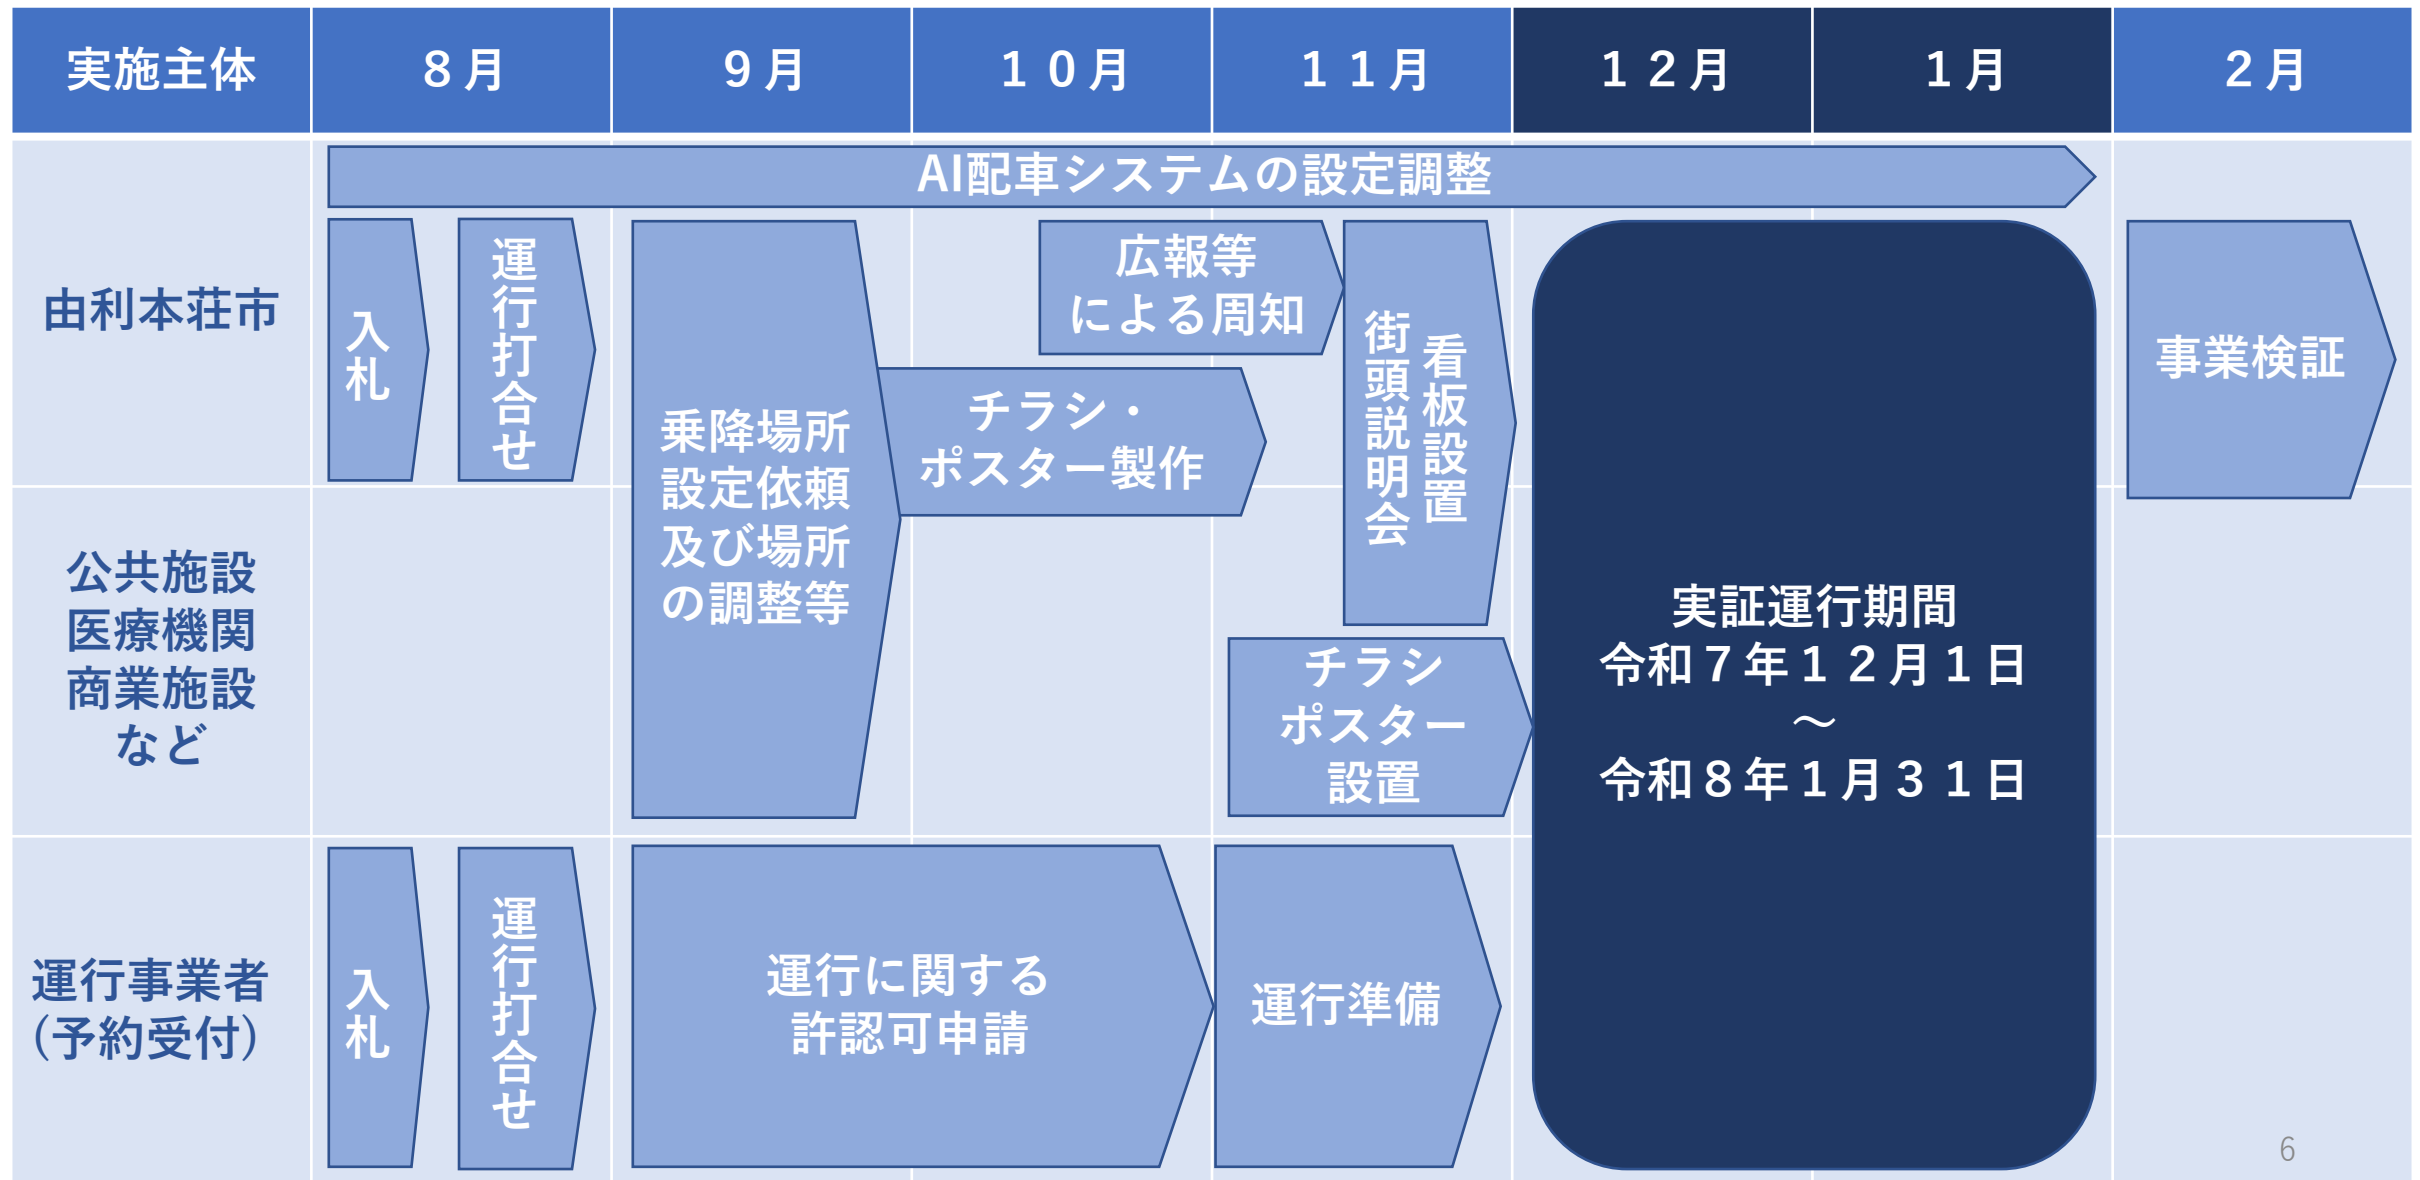 実施主体
８月
９月
１０月
１１月
１２月
１月
２月
AI配車システムの設定調整
由利本荘市
入札
運行打合せ
乗降場所
設定依頼
及び場所
の調整等
広報等
による周知
チラシ・
ポスター製作
看板設置
街頭説明会
事業検証
公共施設
医療機関
商業施設
など
チラシ
ポスター
設置
実証運行期間
令和７年１２月１日
～
令和８年１月３１日
運行事業者
（予約受付）
入札
運行打合せ
運行に関する
許認可申請
運行準備
6